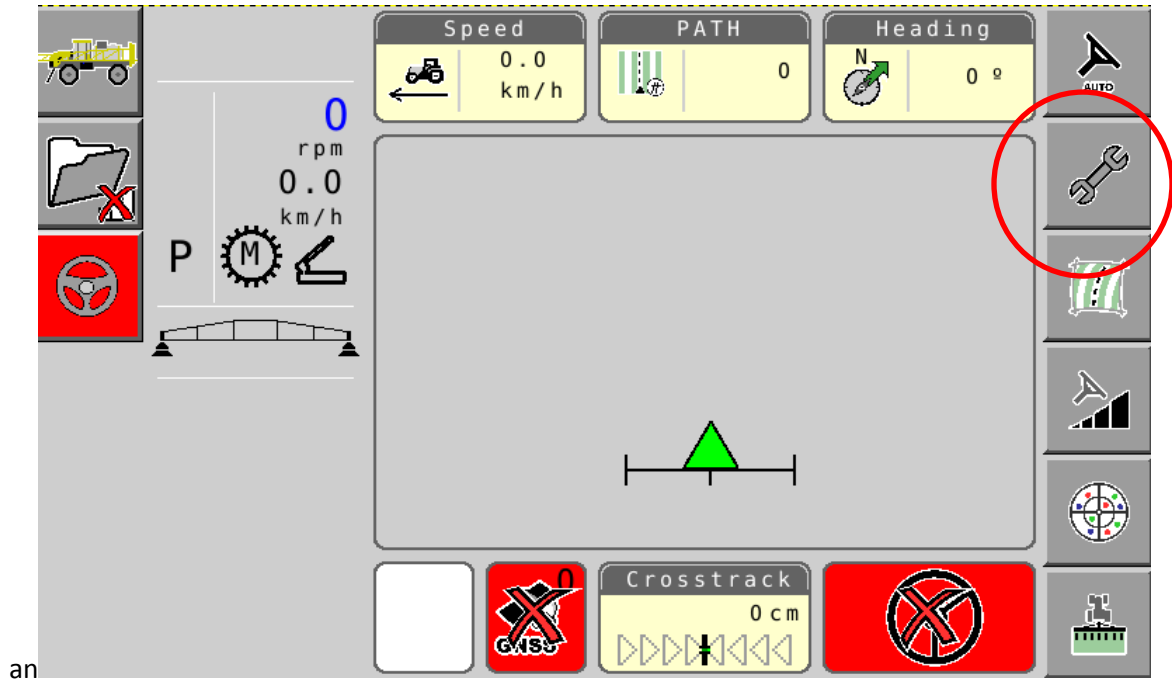 Speed
PATH
Heading
0.0
km/h
0
N
0 º
AUTO
0
rpm
0.0
km/h
P
M
0
GNSS
Crosstrack
0 cm
an